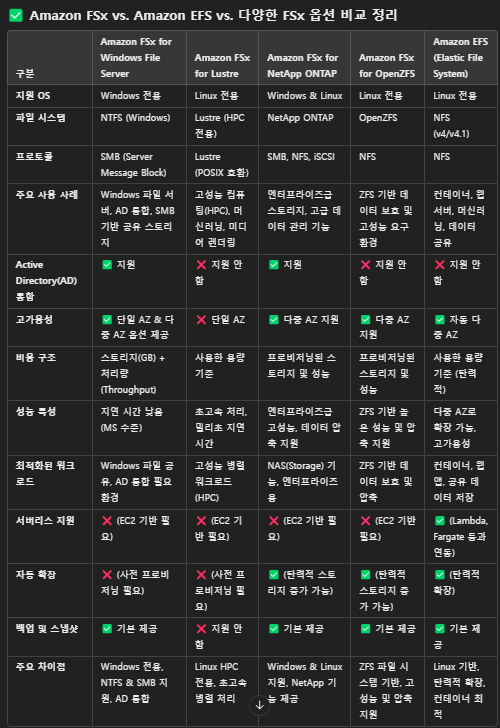 ✅ Amazon FSx vs. Amazon EFS vs. 다양한 FSx 옵션 비교 정리
구분
Amazon FSx for
Windows File
Server
Amazon FSx
for Lustre
Amazon FSx for
NetApp ONTAP
Amazon FSx
for OpenZFS
Amazon EFS
(Elastic File
System)
지원 OS
Windows 전용
Linux 전용
Windows & Linux
Linux 전용
Linux 전용
파일 시스템
NTFS (Windows)
Lustre (HPC
전용)
NetApp ONTAP
OpenZFS
NFS
(v4/v4.1)
프로토콜
SMB (Server
Message Block)
Lustre
(POSIX 호환)
SMB, NFS, iSCSI
NFS
NFS
주요 사용 사례
Windows 파일 서
버, AD 통합, SMB
기반 공유 스토리
지
고성능 컴퓨
팅(HPC), 머
신러닝, 미디
어 렌더링
엔터프라이즈급
스토리지, 고급 데
이터 관리 기능
ZFS 기반 데
이터 보호 및
고성능 요구
환경
컨테이너, 웹
서버, 머신러
닝, 데이터
공유
Active
Directory(AD)
통합
✅ 지원
❌ 지원 안
함
✅ 지원
❌ 지원 안
함
❌ 지원 안
함
고가용성
✅ 단일 AZ & 다
중 AZ 옵션 제공
❌ 단일 AZ
✅ 다중 AZ 지원
✅ 다중 AZ
지원
✅ 자동 다
중 AZ
비용 구조
스토리지(GB) +
처리량
(Throughput)
사용한 용량
기준
프로비저닝된 스
토리지 및 성능
프로비저닝된
스토리지 및
성능
사용한 용량
기준 (탄력
적)
성능 특성
지연 시간 낮음
(MS 수준)
초고속 처리,
밀리초 지연
시간
엔터프라이즈급
고성능, 데이터 압
축 지원
ZFS 기반 높
은 성능 및 압
축 지원
다중 AZ로
확장 가능,
고가용성
최적화된 워크
로드
Windows 파일 공
유, AD 통합 필요
환경
고성능 병렬
워크로드
(HPC)
NAS(Storage) 기
능, 엔터프라이즈
용
ZFS 기반 데
이터 보호 및
압축
컨테이너, 웹
앱, 공유 데
이터 저장
서버리스 지원
❌ (EC2 기반 필
요)
❌ (EC2 기
반 필요)
❌ (EC2 기반 필
요)
❌ (EC2 기반
필요)
✅ (Lambda,
Fargate 등과
연동)
자동 확장
❌ (사전 프로비
저닝 필요)
❌ (사전 프
로비저닝 필
요)
✅ (탄력적 스토
리지 증가 가능)
✅ (탄력적
스토리지 증
가 가능)
✅ (탄력적
확장)
백업 및 스냅샷
✅ 기본 제공
❌ 지원 안
함
✅ 기본 제공
✅ 기본 제공
✅ 기본 제
공
주요 차이점
Windows 전용,
NTFS & SMB 지
원, AD 통합
Linux HPC
전용, 초고속
병렬 처리
Windows & Linux
지원, NetApp 기
능 제공
ZFS 파일 시
스템 기반, 고
성능 및 압축
지원
Linux 기반,
탄력적 확장,
컨테이너 최
적